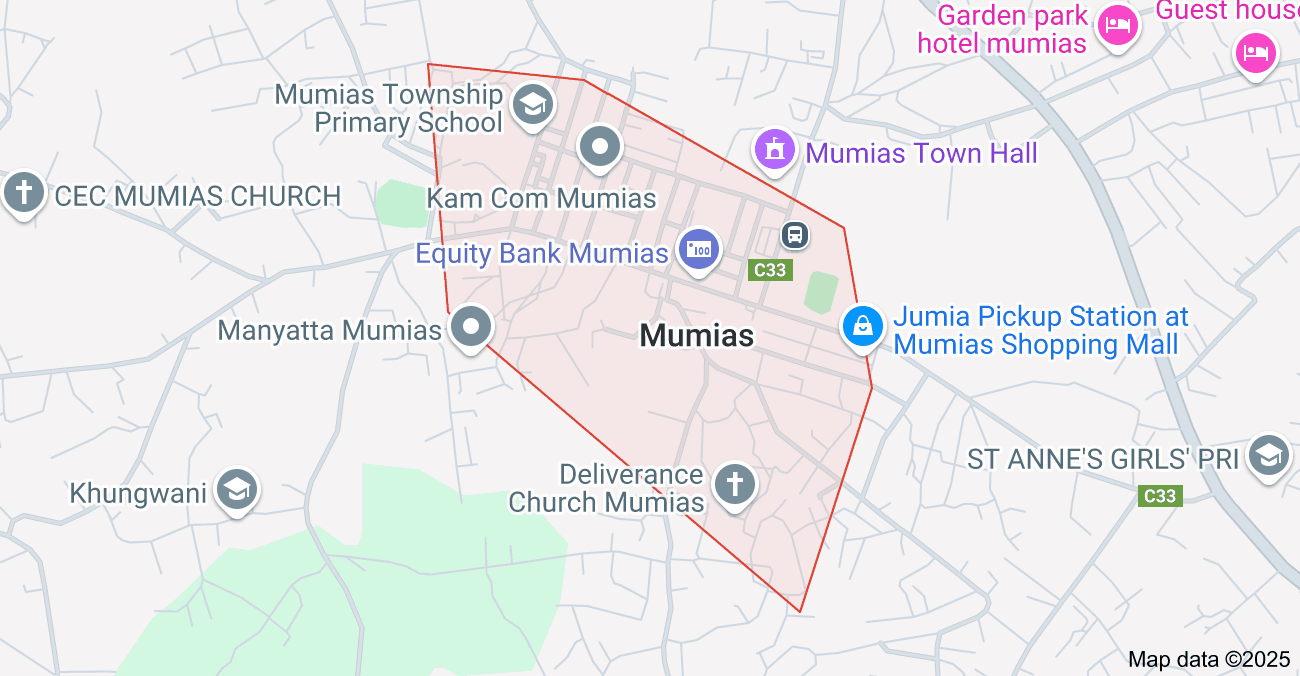 Garden park
hotel mumias
Guest house
Mumias Township
Primary School
Mumias Town Hall
CEC MUMIAS CHURCH
Kam Com Mumias
Equity Bank Mumias
100
C33
Manyatta Mumias
Mumias
Jumia Pickup Station at
Mumias Shopping Mall
Deliverance
Church Mumias
ST ANNE'S GIRLS' PRI
Khungwani
C33
Map data ©2025